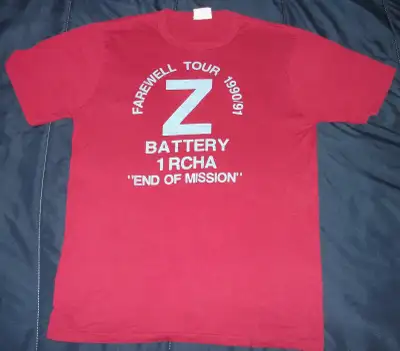 FAREWELL TOUR 1990/91
Z
BATTERY
1 RCHA
"END OF MISSION"